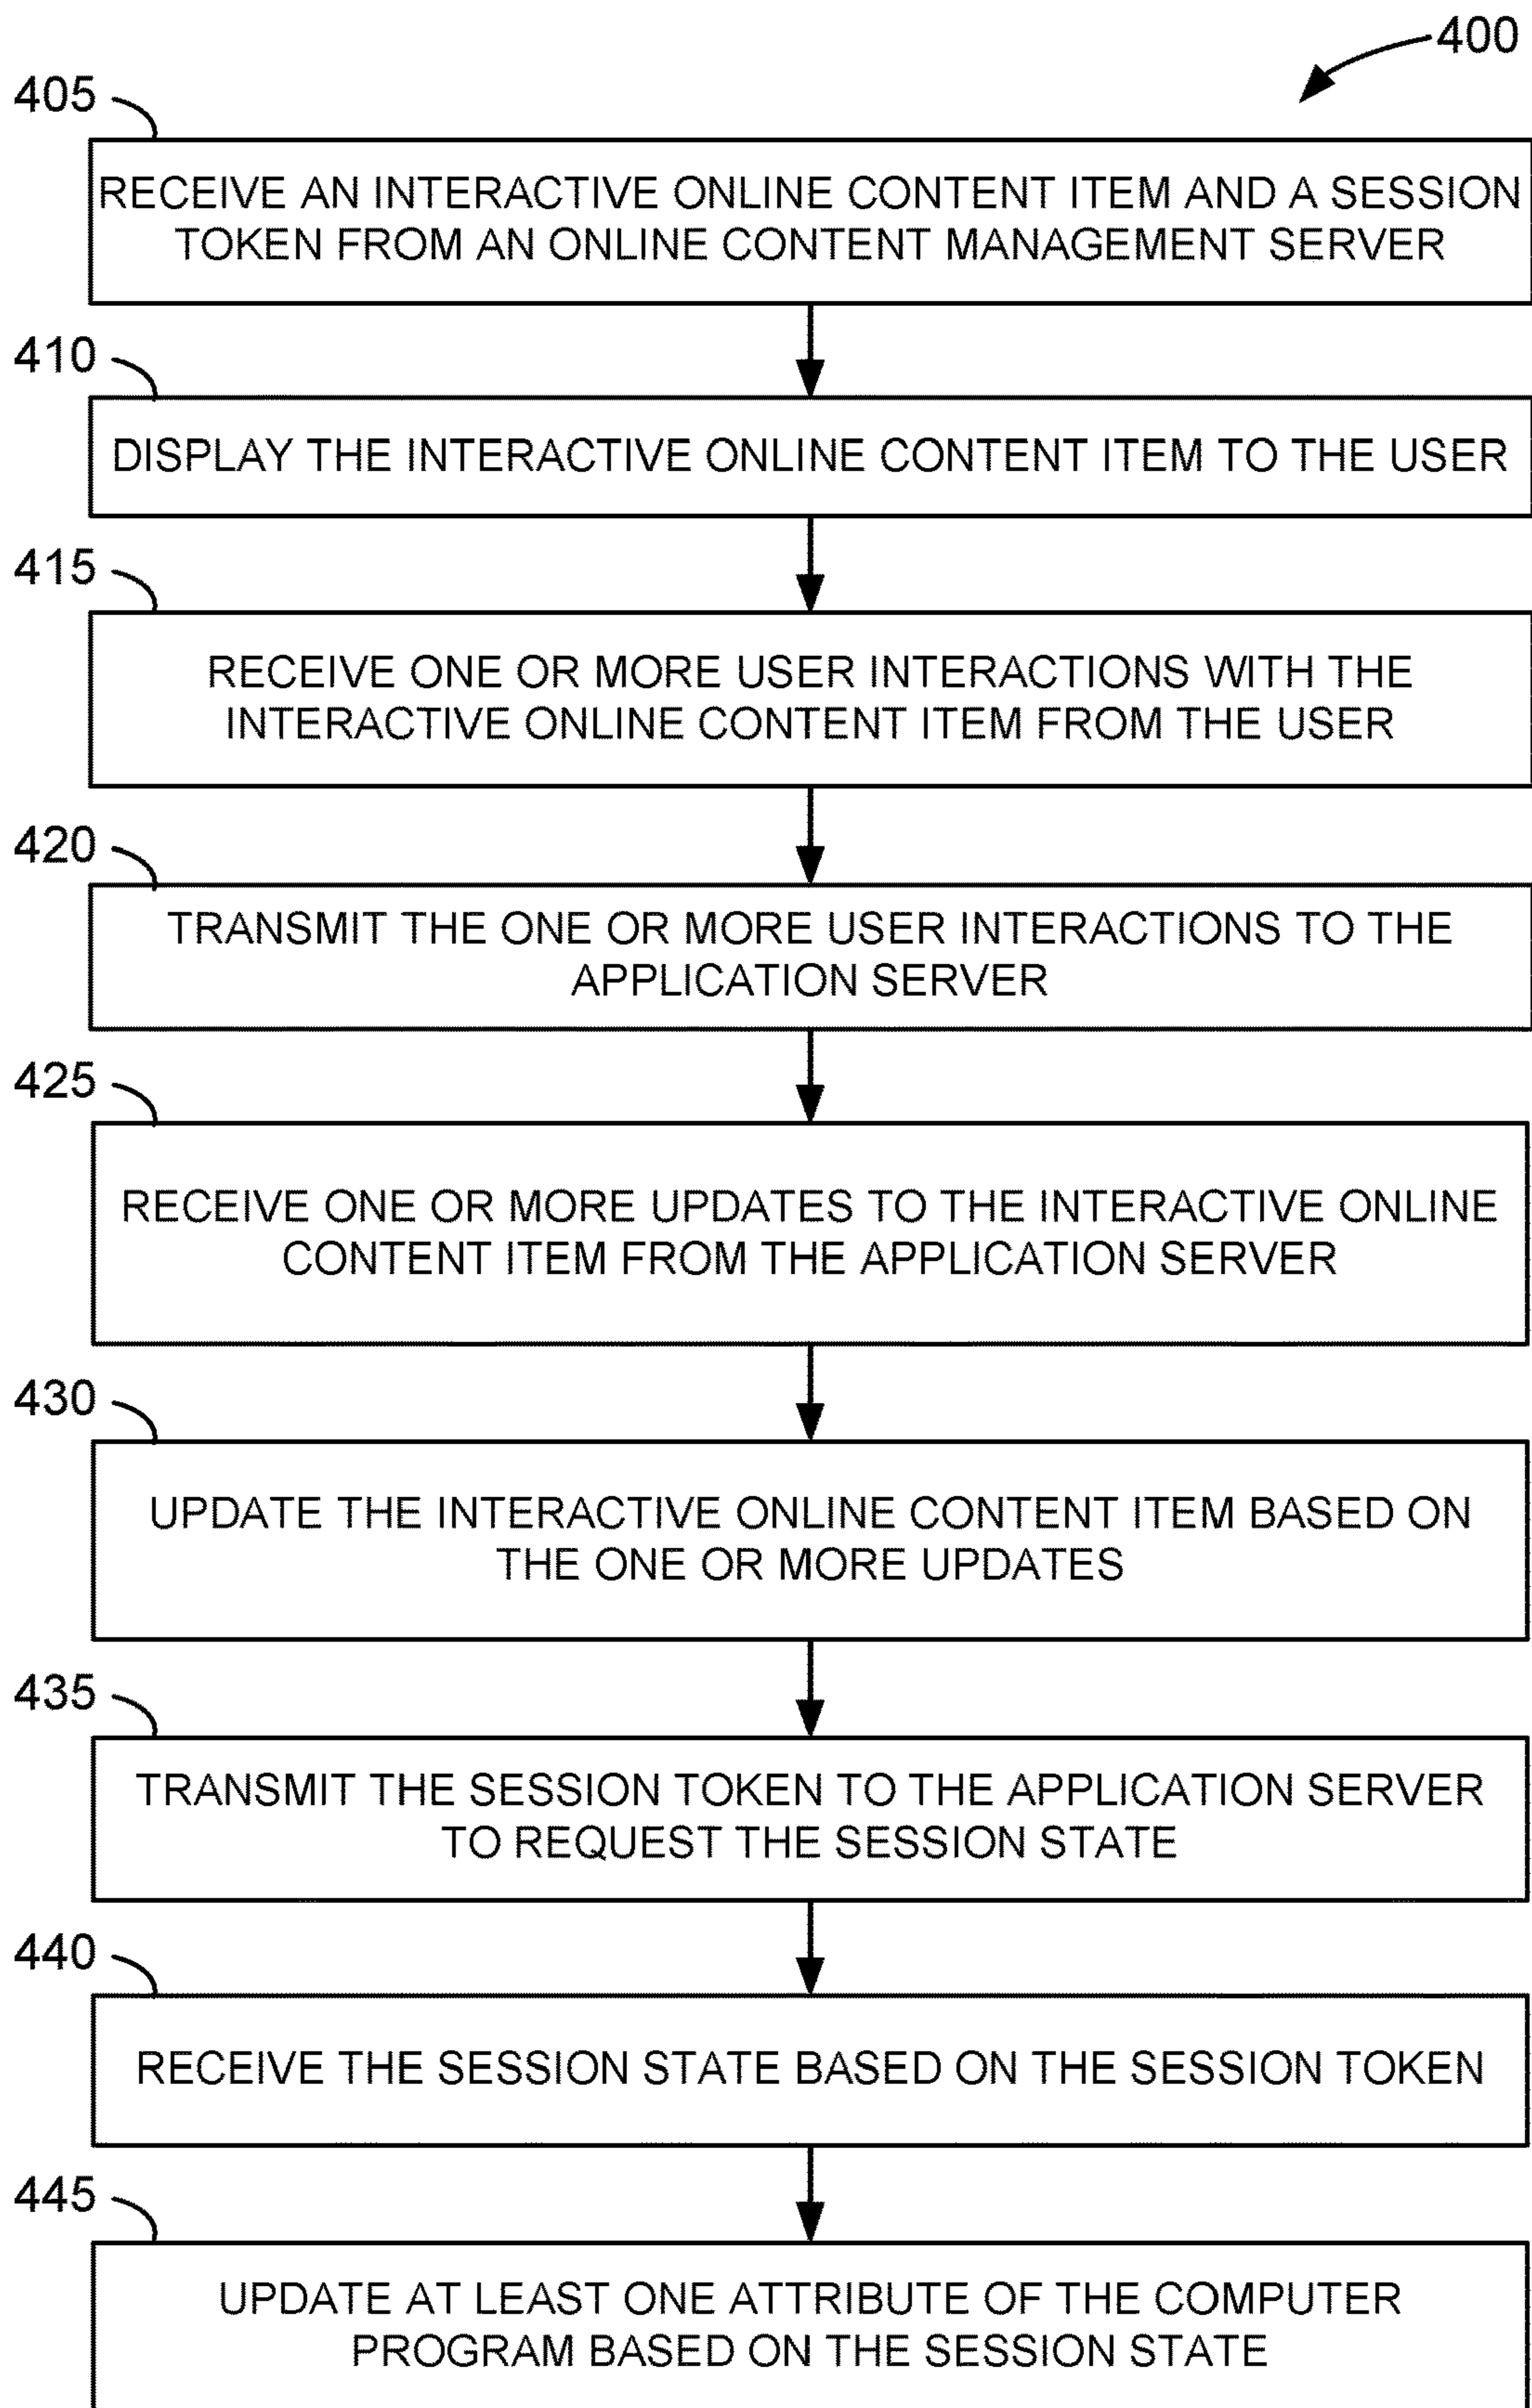 400
405
RECEIVE AN INTERACTIVE ONLINE CONTENT ITEM AND A SESSION
TOKEN FROM AN ONLINE CONTENT MANAGEMENT SERVER
410
DISPLAY THE INTERACTIVE ONLINE CONTENT ITEM TO THE USER
415
RECEIVE ONE OR MORE USER INTERACTIONS WITH THE
INTERACTIVE ONLINE CONTENT ITEM FROM THE USER
420
TRANSMIT THE ONE OR MORE USER INTERACTIONS TO THE
APPLICATION SERVER
425
RECEIVE ONE OR MORE UPDATES TO THE INTERACTIVE ONLINE
CONTENT ITEM FROM THE APPLICATION SERVER
430
UPDATE THE INTERACTIVE ONLINE CONTENT ITEM BASED ON
THE ONE OR MORE UPDATES
435
TRANSMIT THE SESSION TOKEN TO THE APPLICATION SERVER
TO REQUEST THE SESSION STATE
440
RECEIVE THE SESSION STATE BASED ON THE SESSION TOKEN
445
UPDATE AT LEAST ONE ATTRIBUTE OF THE COMPUTER
PROGRAM BASED ON THE SESSION STATE